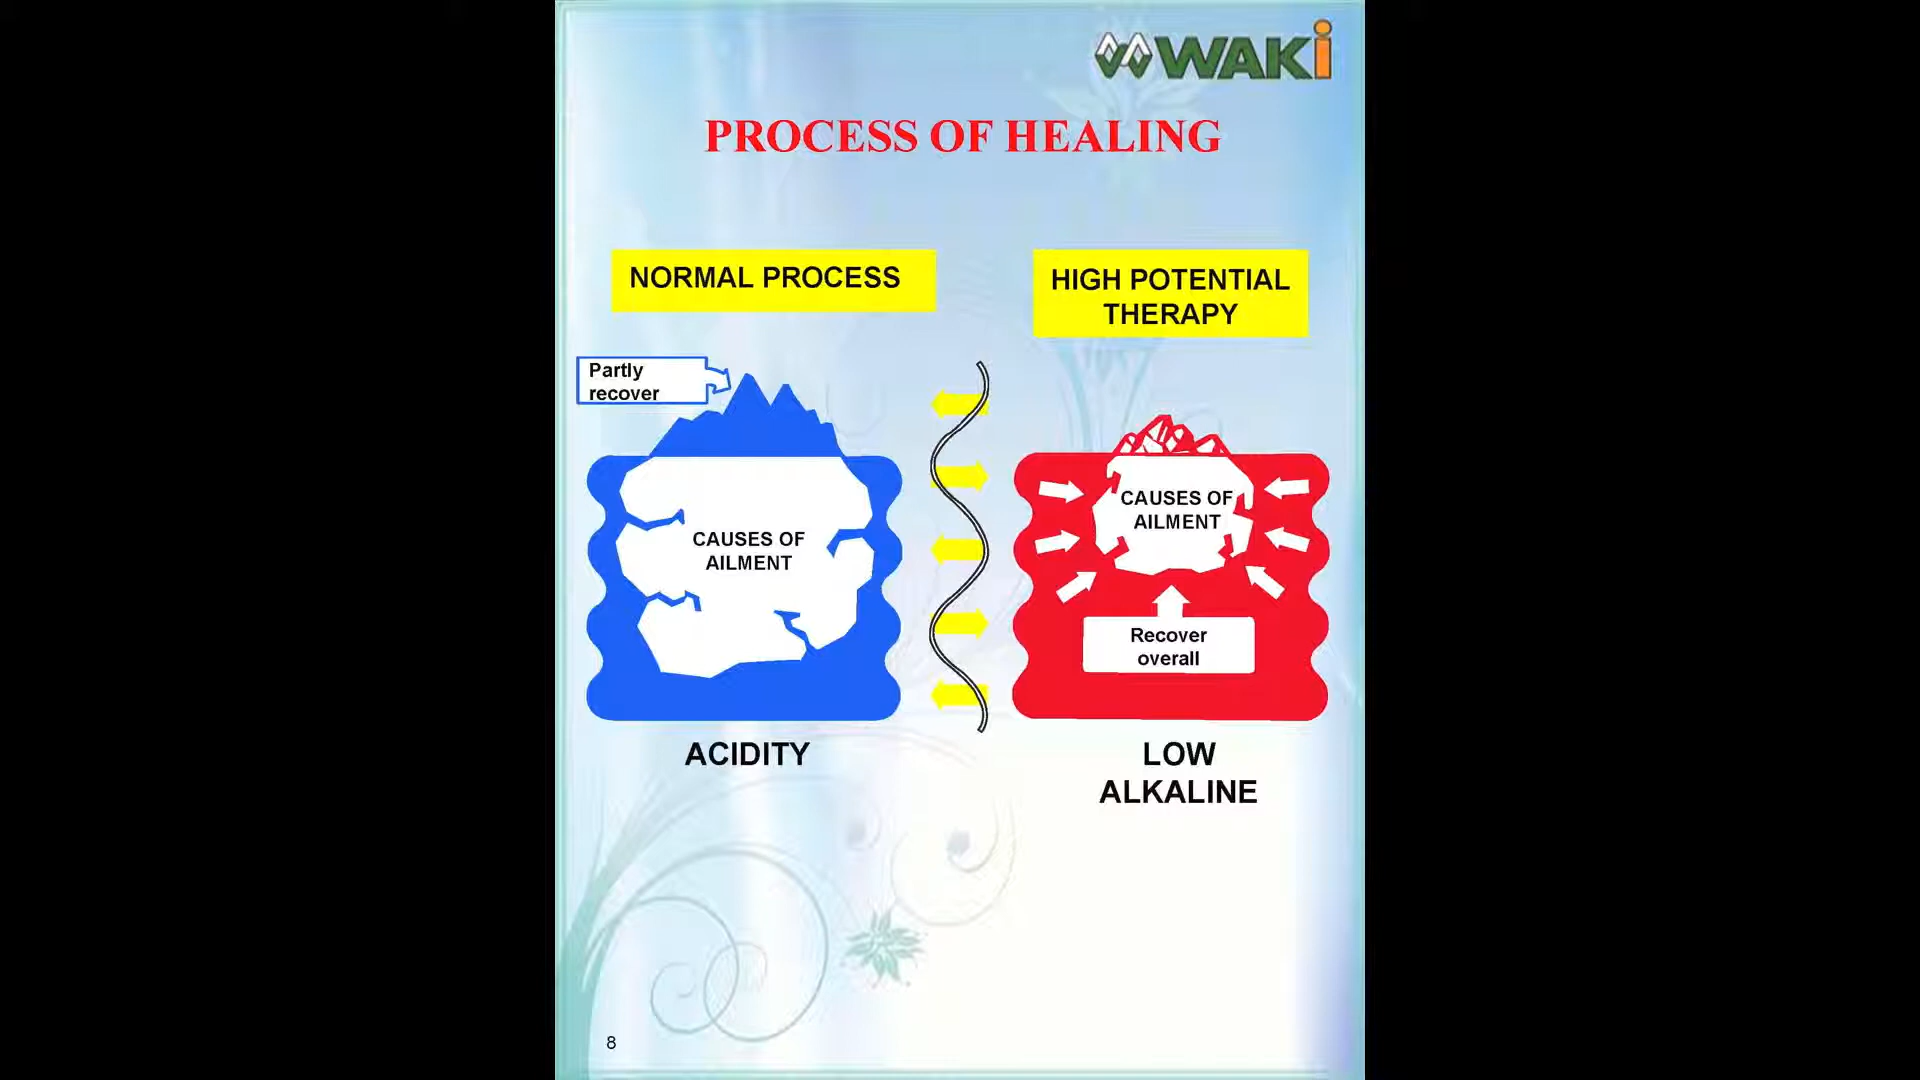 WAKi
PROCESS OF HEALING
NORMAL PROCESS
HIGH POTENTIAL
THERAPY
Partly
recover
CAUSES OF
AILMENT
CAUSES OF
AILMENT
Recover
overall
ACIDITY
LOW
ALKALINE
8